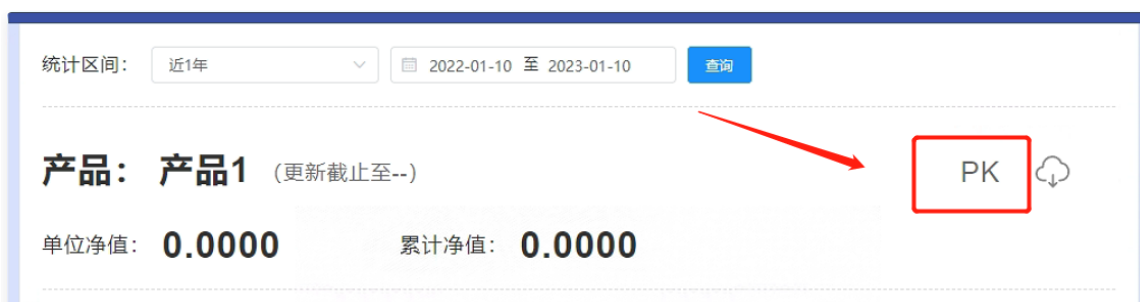 统计区间： 近1年 2022-01-10 至 2023-01-10 查询
产品： 产品1 （更新截止至--） PK
单位净值： 0.0000 累计净值： 0.0000